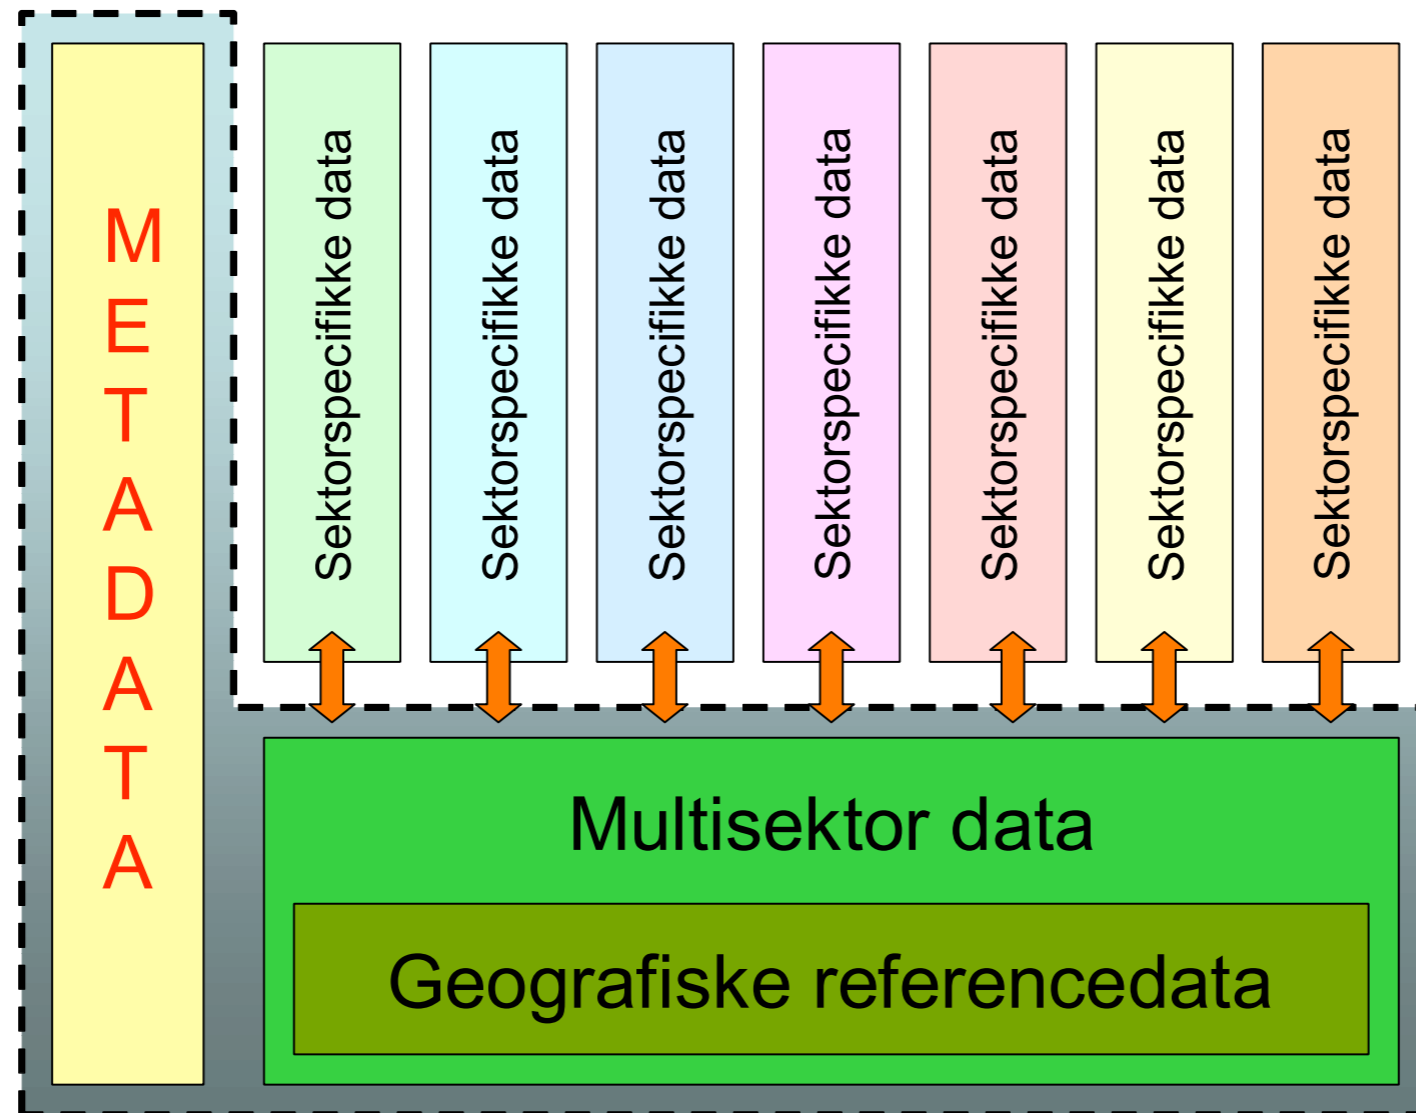 METADATA
Sektorspecifikke data
Sektorspecifikke data
Sektorspecifikke data
Sektorspecifikke data
Sektorspecifikke data
Sektorspecifikke data
Sektorspecifikke data
Multisektor data
Geografiske referencedata